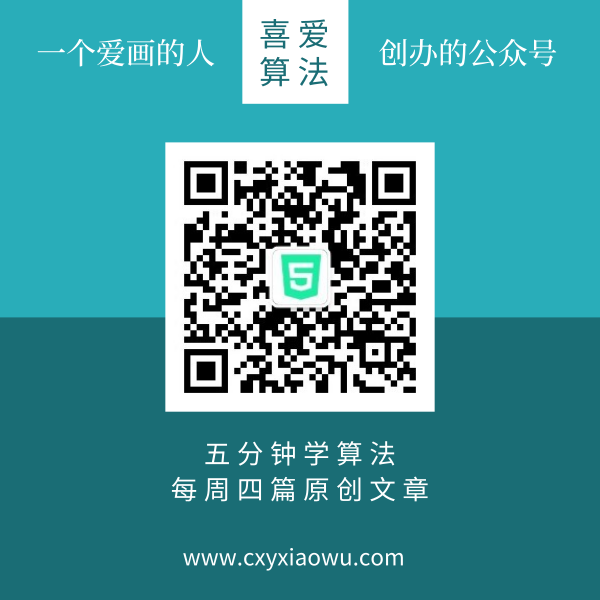 一个爱画的人
喜爱
算法
创办的公众号
5
五分钟学算法
每周四篇原创文章
www.cxyxiaowu.com